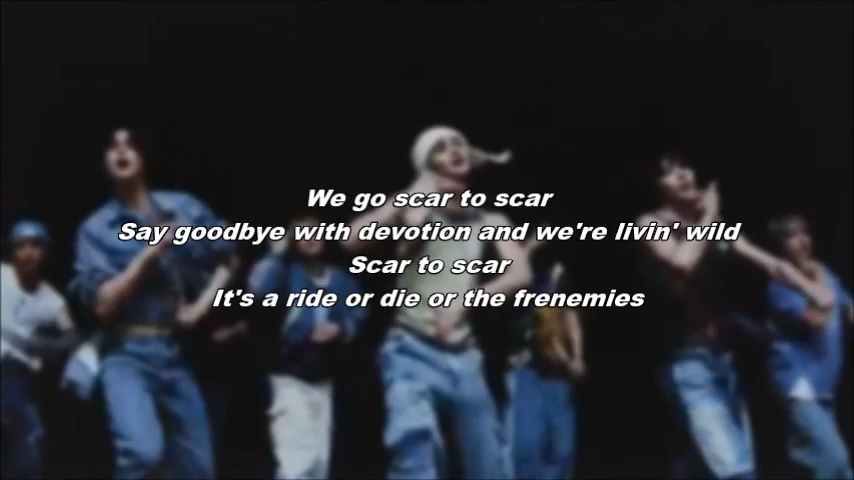 We go scar to scar
Say goodbye with devotion and we're livin' wild
Scar to scar
It's a ride or die or the frenemies